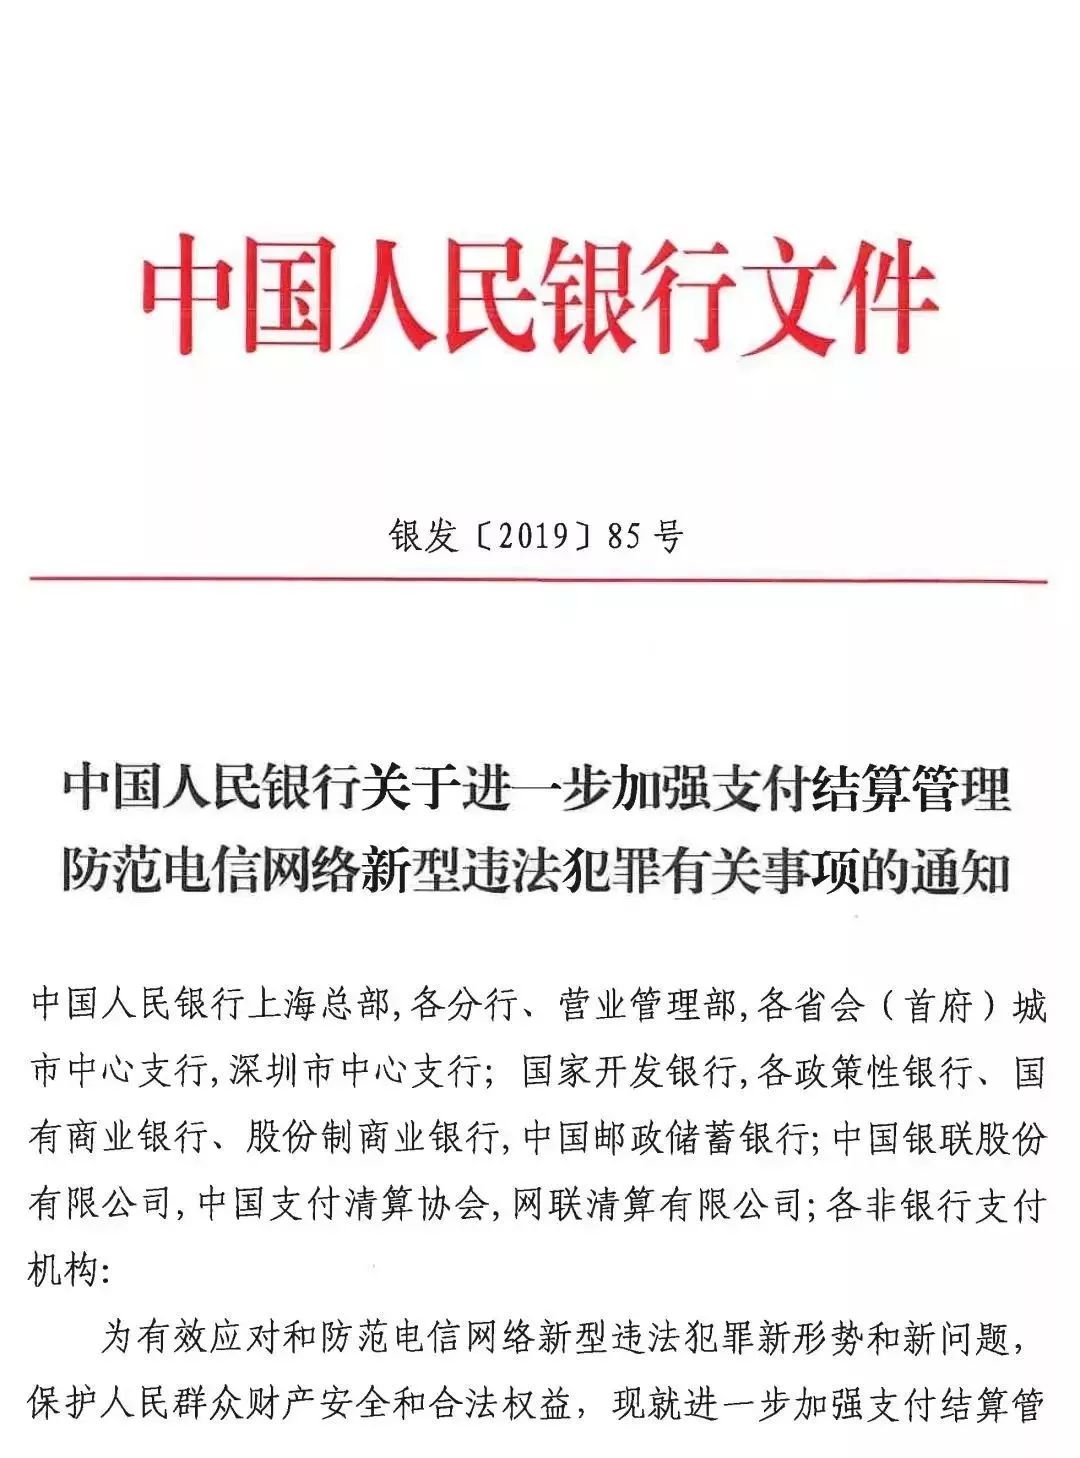 中国人民银行文件
银发〔2019〕85 号
中国人民银行关于进一步加强支付结算管理
防范电信网络新型违法犯罪有关事项的通知
中国人民银行上海总部,各分行、营业管理部,各省会（首府）城
市中心支行,深圳市中心支行；国家开发银行,各政策性银行、国
有商业银行、股份制商业银行,中国邮政储蓄银行;中国银联股份
有限公司,中国支付清算协会,网联清算有限公司;各非银行支付
机构:
为有效应对和防范电信网络新型违法犯罪新形势和新问题，
保护人民群众财产安全和合法权益，现就进一步加强支付结算管